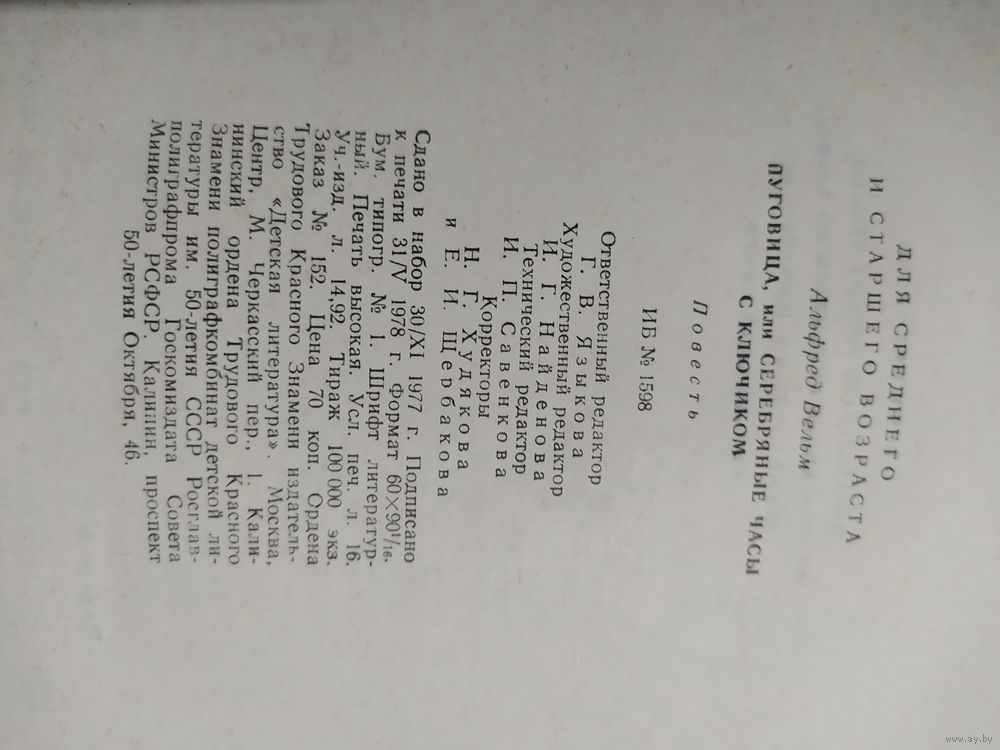 ДЛЯ СРЕДНЕГО
И СТАРШЕГО ВОЗРАСТА
Альфред Вельм
ПУГОВИЦА, или СЕРЕБРЯНЫЕ ЧАСЫ
С КЛЮЧИКОМ
Повесть
ИБ № 1598
Ответственный редактор
Г. В. Языкова
Художественный редактор
И. Г. Найденова
Технический редактор
И. П. Савенкова
Корректоры
Н. Г. Худякова
и Е. И. Щербакова
Сдано в набор 30/XI 1977 г. Подписано
к печати 31/V 1978 г. Формат 60×90¹/₁₆.
Бум. типогр. № 1. Шрифт литератур-
ный. Печать высокая. Усл. печ. л. 16.
Уч.-изд. л. 14,92. Тираж 100 000 экз.
Заказ № 152. Цена 70 коп. Ордена
Трудового Красного Знамени издатель-
ство «Детская литература». Москва,
Центр, М. Черкасский пер., 1. Кали-
нинский ордена Трудового Красного
Знамени полиграфкомбинат детской ли-
тературы им. 50-летия СССР Росглав-
полиграфпрома Госкомиздата Совета
Министров РСФСР. Калинин, проспект
50-летия Октября, 46.
www.ay.by